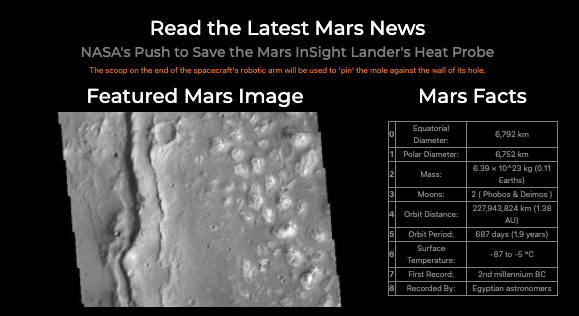 Read the Latest Mars News
NASA's Push to Save the Mars InSight Lander's Heat Probe
The scoop on the end of the spacecraft's robotic arm will be used to 'pin' the mole against the wall of its hole.
Featured Mars Image
Mars Facts
0 Equatorial Diameter: 6,792 km
1 Polar Diameter: 6,752 km
2 Mass: 6.39 × 10^23 kg (0.11 Earths)
3 Moons: 2 ( Phobos & Deimos )
4 Orbit Distance: 227,943,824 km (1.38 AU)
5 Orbit Period: 687 days (1.9 years)
6 Surface Temperature: -87 to -5 °C
7 First Record: 2nd millennium BC
8 Recorded By: Egyptian astronomers